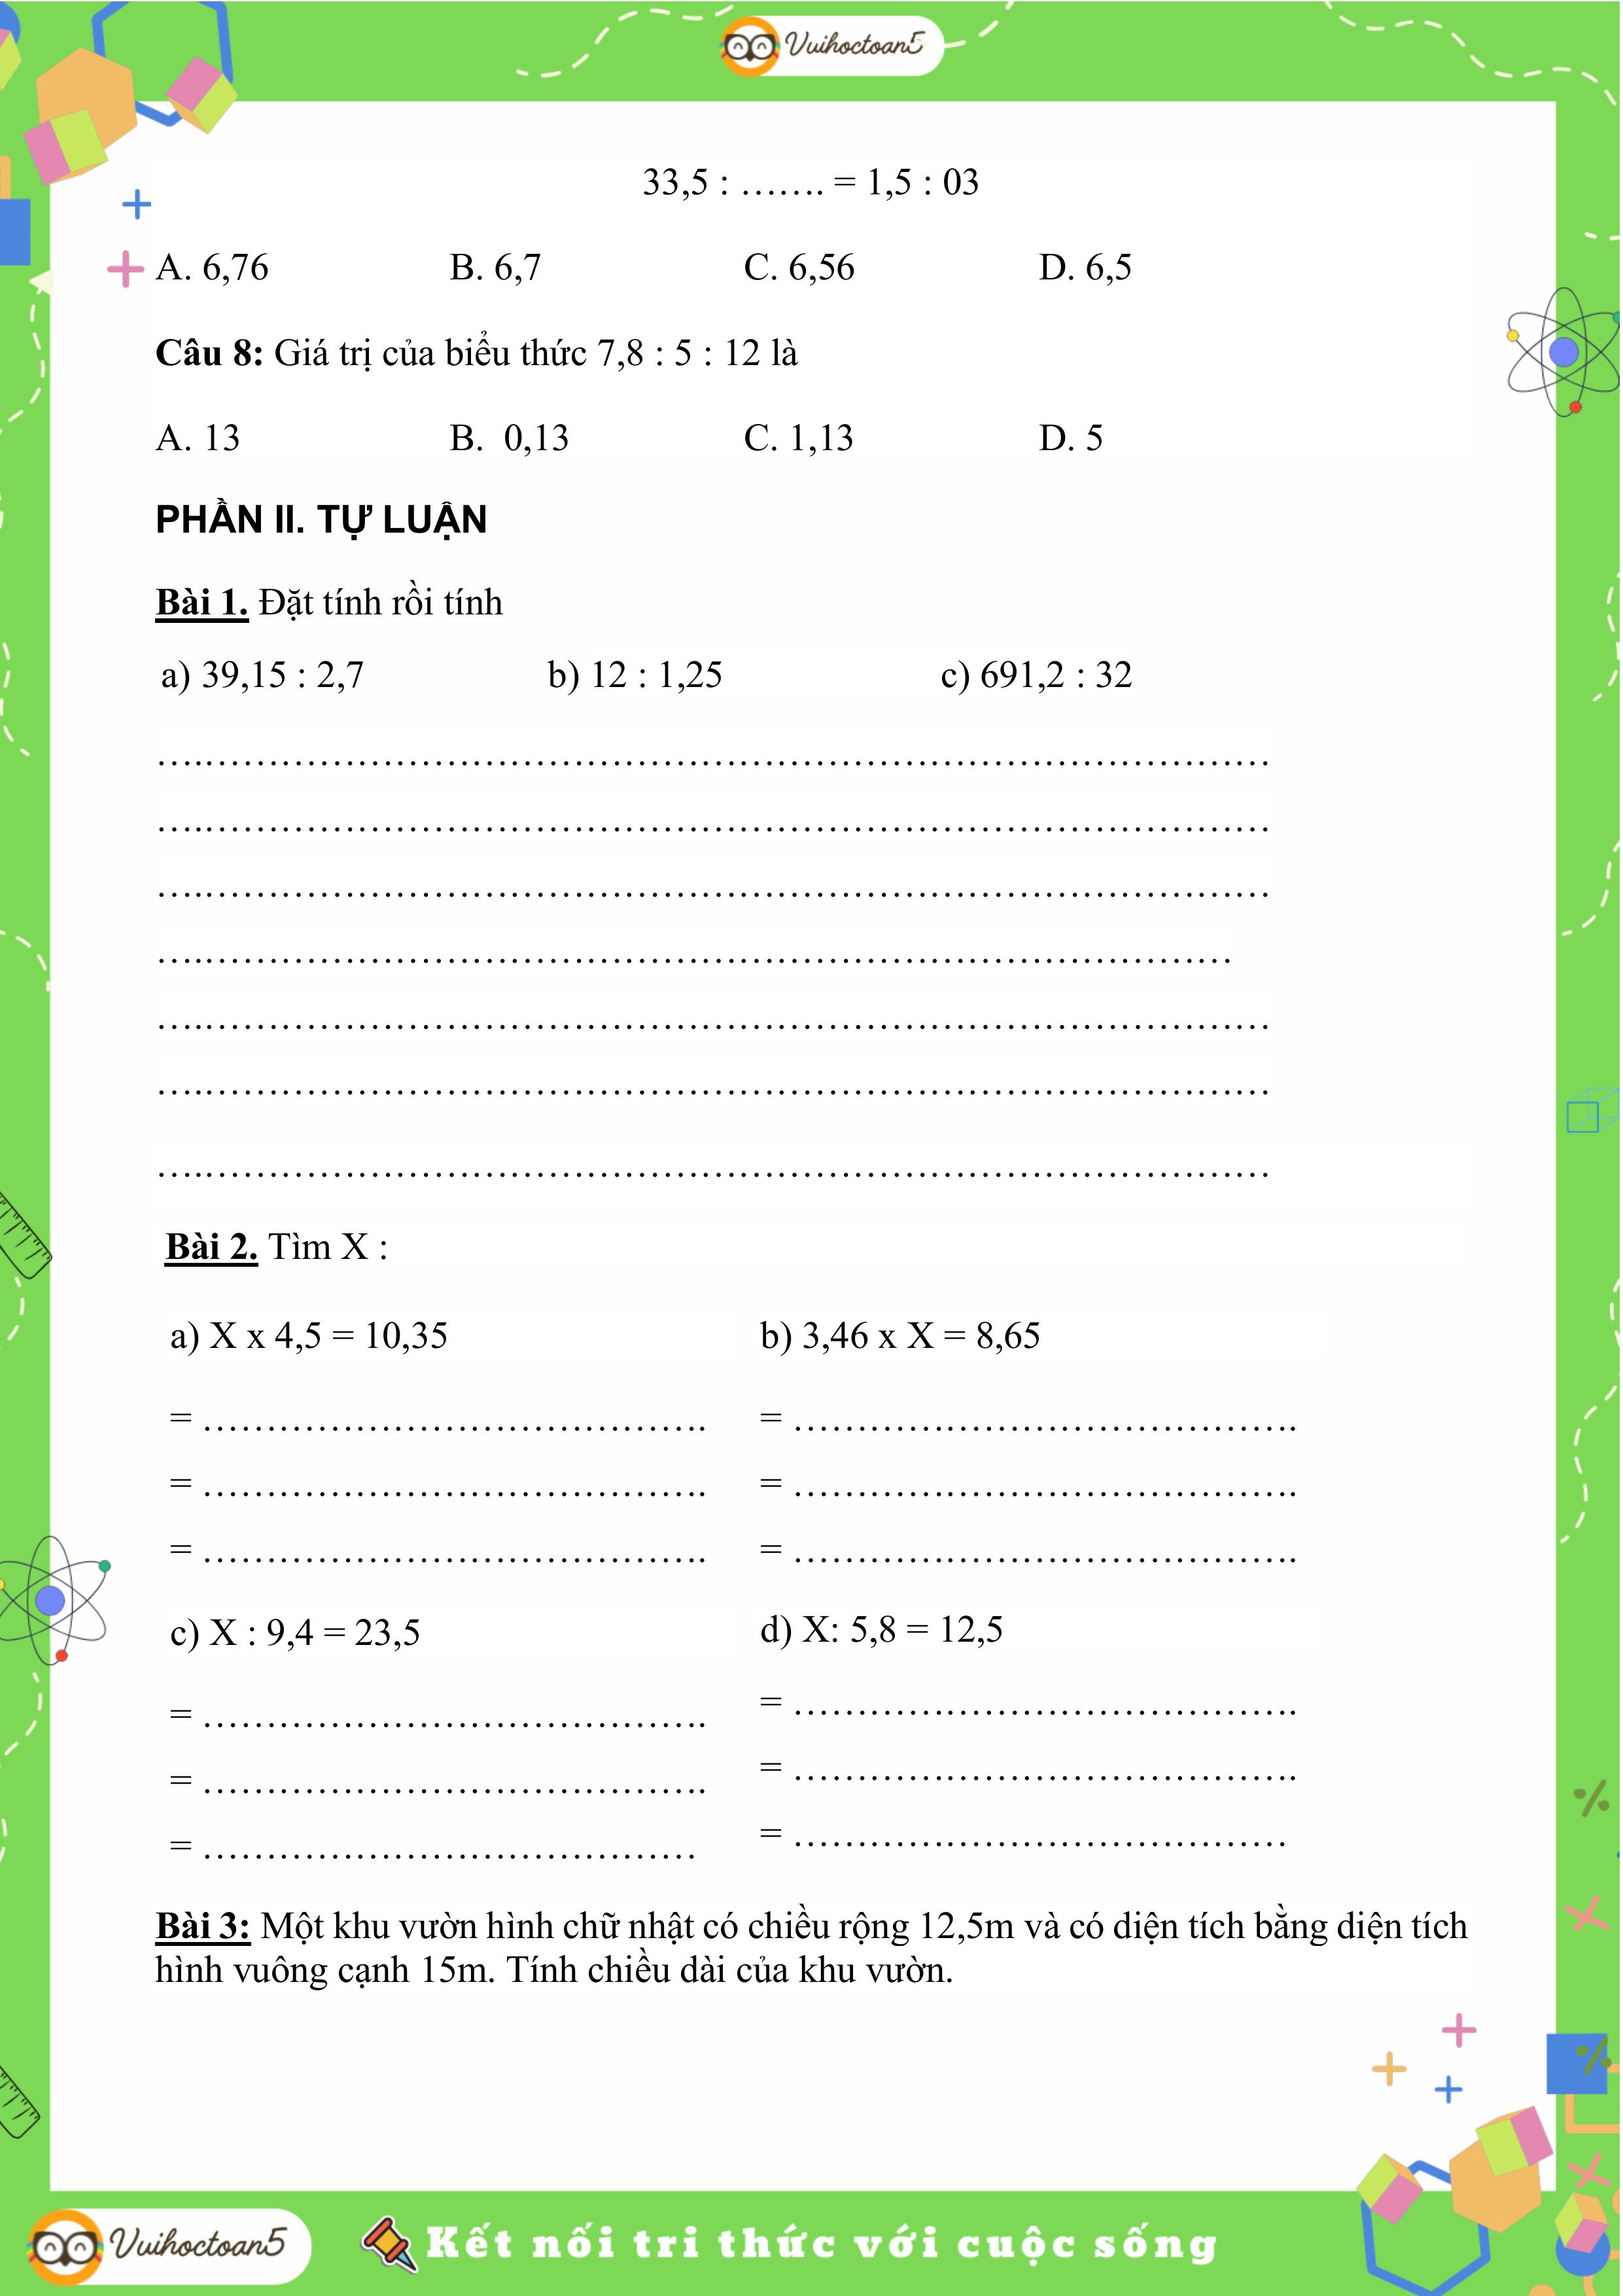 Vuihoctoan5
33,5 : ……. = 1,5 : 03
A. 6,76 B. 6,7 C. 6,56 D. 6,5
Câu 8: Giá trị của biểu thức 7,8 : 5 : 12 là
A. 13 B. 0,13 C. 1,13 D. 5
PHẦN II. TỰ LUẬN
Bài 1. Đặt tính rồi tính
a) 39,15 : 2,7 b) 12 : 1,25 c) 691,2 : 32
…………………………………………………………………………
…………………………………………………………………………
…………………………………………………………………………
………………………………………………………………………
…………………………………………………………………………
…………………………………………………………………………
…………………………………………………………………………
Bài 2. Tìm X :
a) X x 4,5 = 10,35 b) 3,46 x X = 8,65
= …………………………………. = ………………………………….
= …………………………………. = ………………………………….
= …………………………………. = ………………………………….
c) X : 9,4 = 23,5 d) X: 5,8 = 12,5
= …………………………………. = ………………………………….
= …………………………………. = ………………………………….
= ………………………………… = …………………………………
Bài 3: Một khu vườn hình chữ nhật có chiều rộng 12,5m và có diện tích bằng diện tích
hình vuông cạnh 15m. Tính chiều dài của khu vườn.
Vuihoctoan5 Kết nối tri thức với cuộc sống